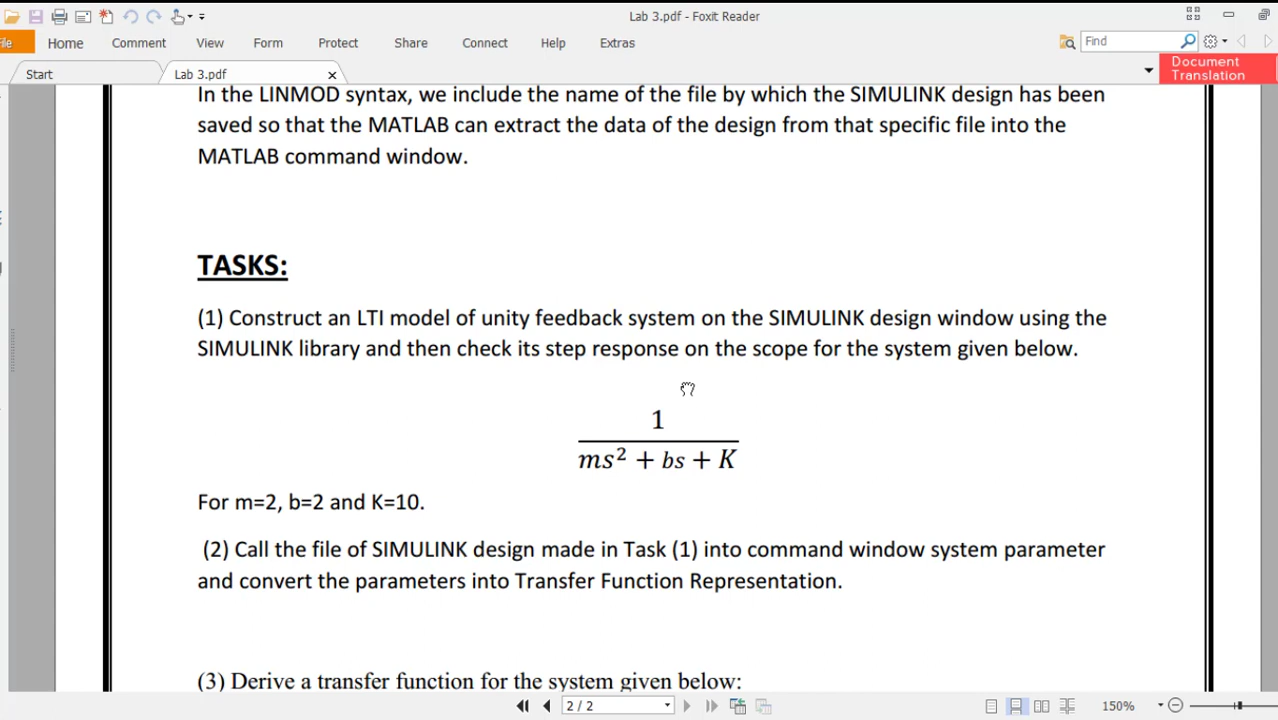 Lab 3.pdf - Foxit Reader
File Home Comment View Form Protect Share Connect Help Extras Find
Start Lab 3.pdf Document
Translation
In the LINMOD syntax, we include the name of the file by which the SIMULINK design has been
saved so that the MATLAB can extract the data of the design from that specific file into the
MATLAB command window.
TASKS:
(1) Construct an LTI model of unity feedback system on the SIMULINK design window using the
SIMULINK library and then check its step response on the scope for the system given below.
1
ms² + bs + K
For m=2, b=2 and K=10.
(2) Call the file of SIMULINK design made in Task (1) into command window system parameter
and convert the parameters into Transfer Function Representation.
(3) Derive a transfer function for the system given below:
2 / 2 150%